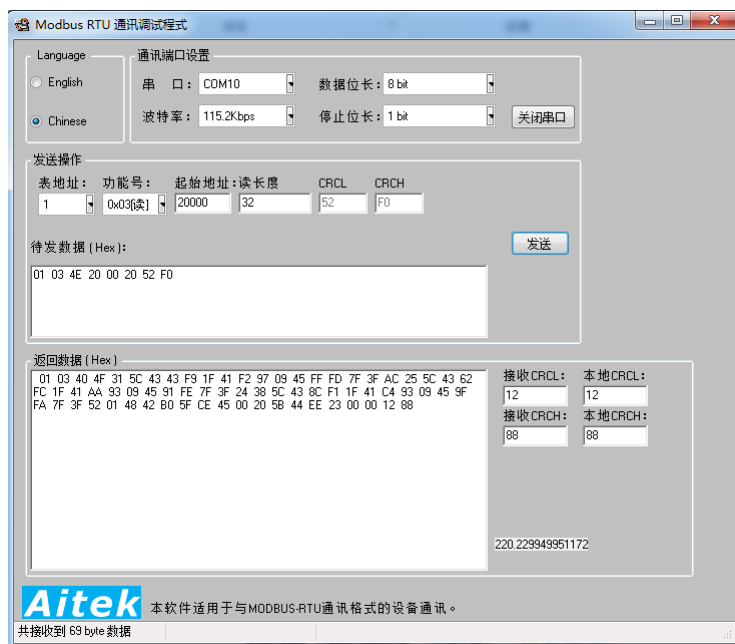 Modbus RTU 通讯调试程式
Language
通讯端口设置
English
串 口: COM10 数据位长: 8 bit
Chinese
波特率: 115.2Kbps 停止位长: 1 bit 关闭串口
发送操作
表地址: 功能号: 起始地址: 读长度 CRCL CRCH
1 0x03[读] 20000 32 52 F0
待发数据(Hex): 发送
01 03 4E 20 00 20 52 F0
返回数据(Hex)
01 03 40 4F 31 5C 43 43 F9 1F 41 F2 97 09 45 FF FD 7F 3F AC 25 5C 43 62
FC 1F 41 AA 93 09 45 91 FE 7F 3F 24 38 5C 43 8C F1 1F 41 C4 93 09 45 9F
FA 7F 3F 52 01 48 42 B0 5F CE 45 00 20 5B 44 EE 23 00 00 12 88
接收CRCL: 本地CRCL:
12 12
接收CRCH: 本地CRCH:
88 88
220.229949951172
Aitek 本软件适用于与MODBUS-RTU通讯格式的设备通讯。
共接收到 69 byte 数据